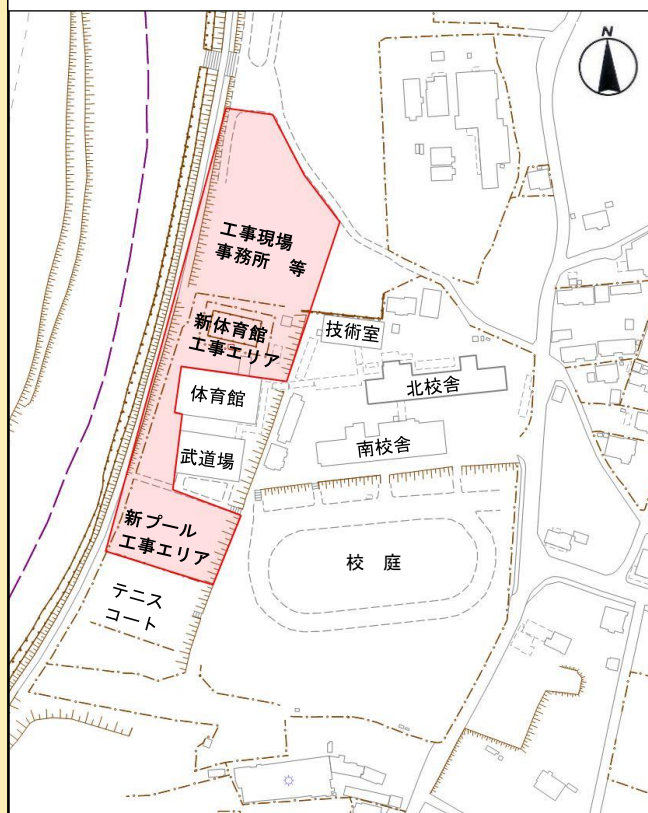 N
工事現場
事務所 等
新体育館
工事エリア
技術室
体育館
北校舎
武道場
南校舎
新プール
工事エリア
校 庭
テニス
コート